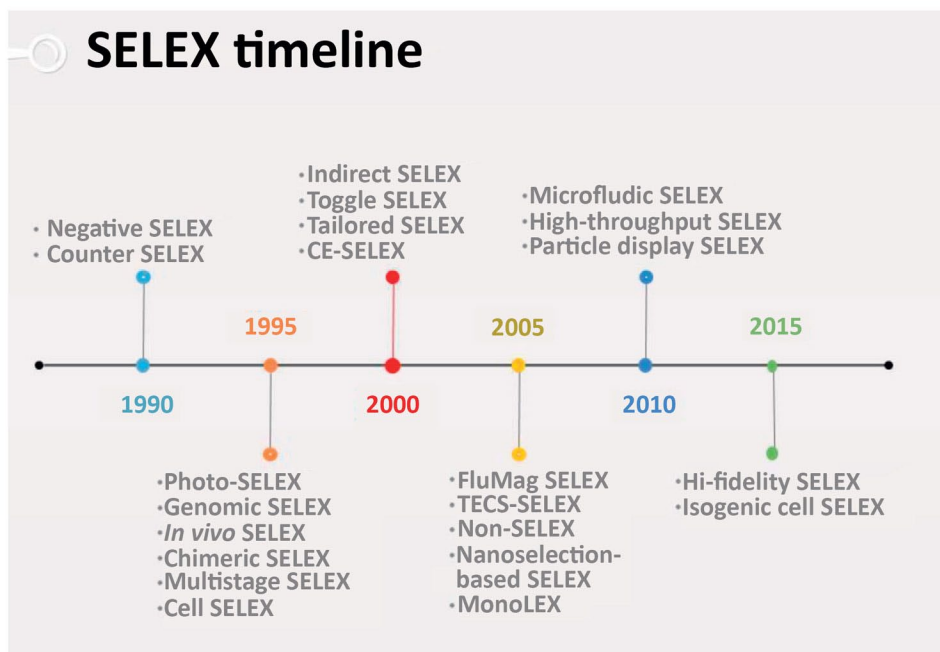 SELEX timeline
· Negative SELEX
· Counter SELEX
1990
1995
·Photo-SELEX
·Genomic SELEX
·In vivo SELEX
·Chimeric SELEX
·Multistage SELEX
·Cell SELEX
·Indirect SELEX
·Toggle SELEX
·Tailored SELEX
·CE-SELEX
2000
2005
·FluMag SELEX
·TECS-SELEX
·Non-SELEX
·Nanoselection-
based SELEX
·MonoLEX
·Microfludic SELEX
·High-throughput SELEX
·Particle display SELEX
2010
2015
·Hi-fidelity SELEX
·Isogenic cell SELEX